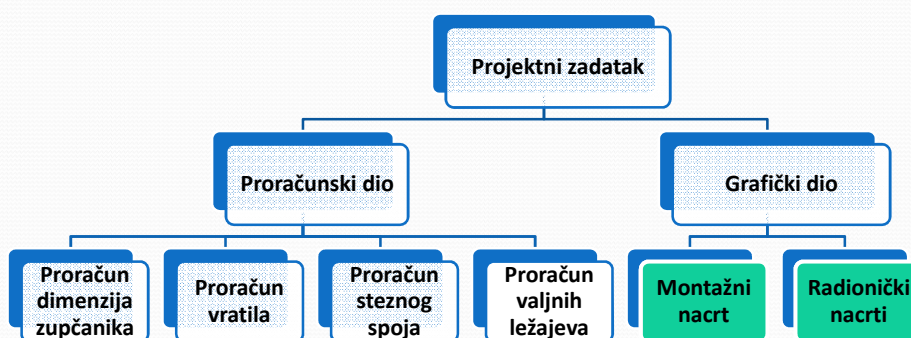 Projektni zadatak
Proračunski dio
Grafički dio
Proračun
dimenzija
zupčanika
Proračun
vratila
Proračun
steznog
spoja
Proračun
valjnih
ležajeva
Montažni
nacrt
Radionički
nacrti